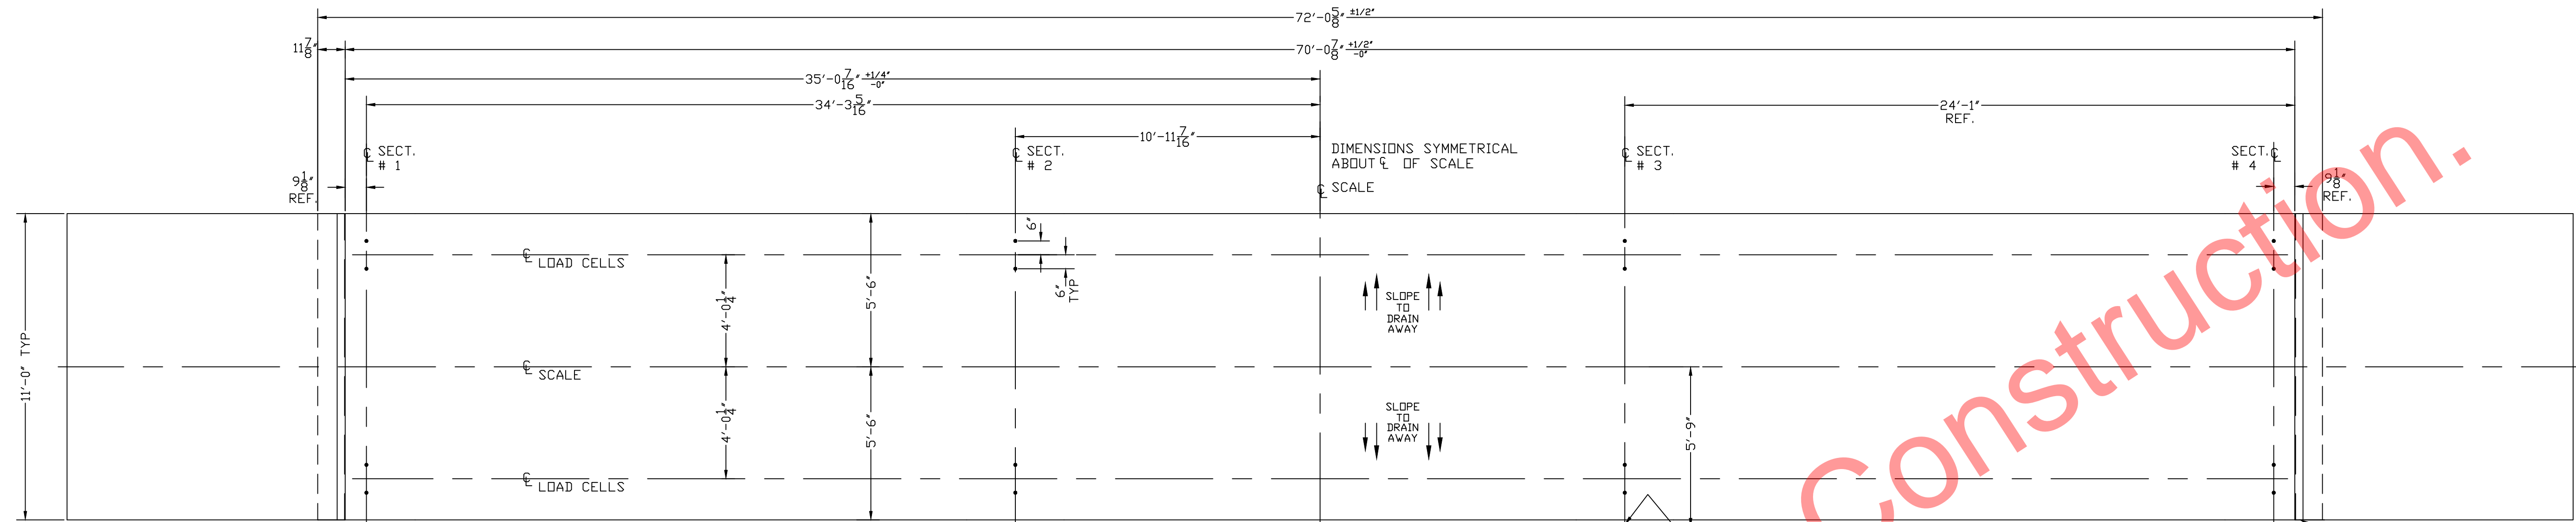 72'-0 5/8" ±1/2"
11 7/8"
70'-0 7/8" +1/2" -0"
35'-0 7/16" +1/4" -0"
34'-3 5/16"
24'-1"
REF.
10'-11 7/16"
℄ SECT.
# 1
℄ SECT.
# 2
DIMENSIONS SYMMETRICAL
ABOUT ℄ OF SCALE
℄ SECT.
# 3
SECT. ℄
# 4
9 1/8"
REF.
℄ SCALE
9 1/8"
REF.
6"
℄ LOAD CELLS
6"
TYP
4'-0 1/4"
5'-6"
SLOPE
TO
DRAIN
AWAY
11'-0" TYP
℄ SCALE
4'-0 1/4"
5'-6"
SLOPE
TO
DRAIN
AWAY
5'-9"
℄ LOAD CELLS
Construction.